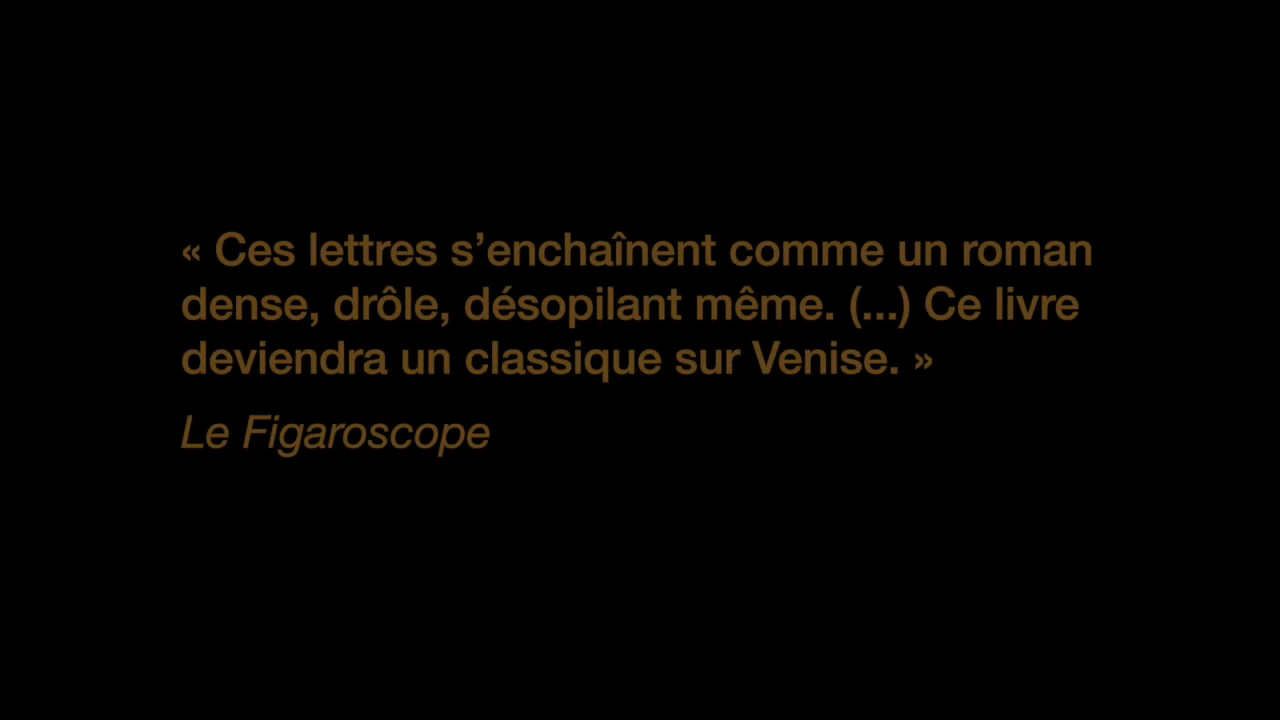 « Ces lettres s’enchaînent comme un roman
dense, drôle, désopilant même. (...) Ce livre
deviendra un classique sur Venise. »
Le Figaroscope